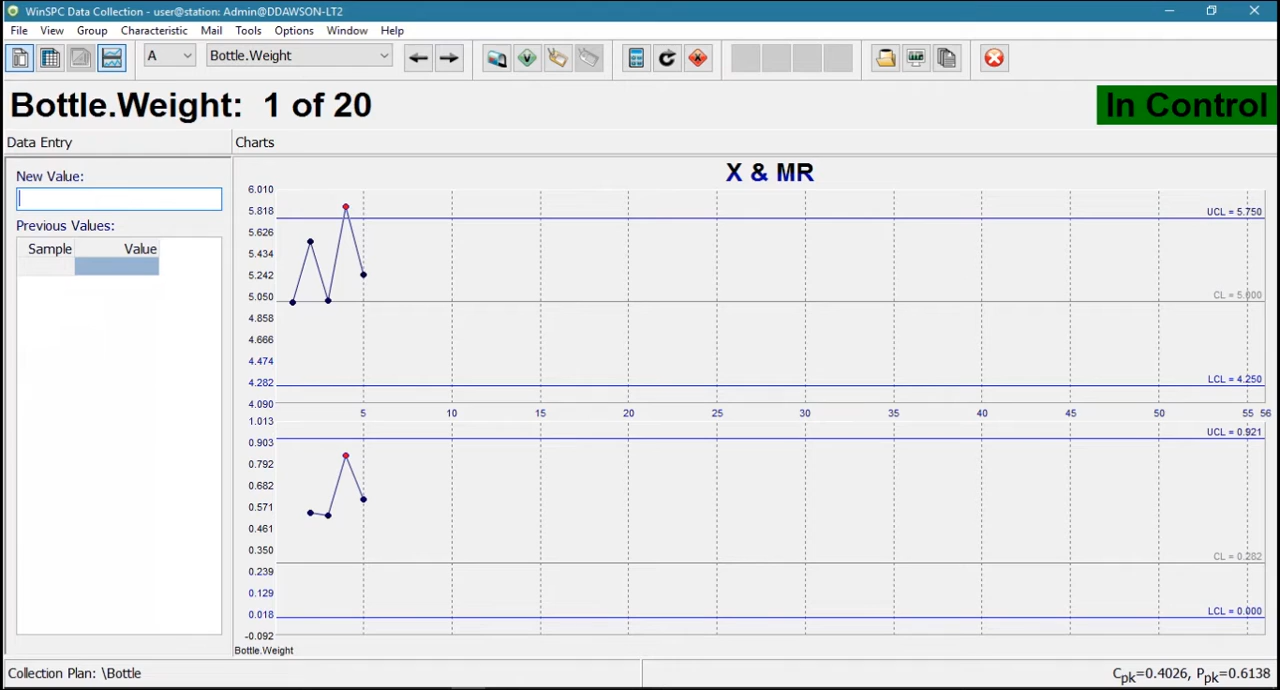 WinSPC Data Collection - user@station: Admin@DDAWSON-LT2
File View Group Characteristic Mail Tools Options Window Help
A Bottle.Weight
Bottle.Weight: 1 of 20
In Control
Data Entry
Charts
New Value:
Previous Values:
Sample Value
X & MR
6.010
5.818
5.626
5.434
5.242
5.050
4.858
4.666
4.474
4.282
4.090
UCL = 5.750
CL = 5.000
LCL = 4.250
5 10 15 20 25 30 35 40 45 50 55 56
1.013
0.903
0.792
0.682
0.571
0.461
0.350
0.239
0.129
0.018
-0.092
UCL = 0.921
CL = 0.282
LCL = 0.000
Bottle.Weight
Collection Plan: \Bottle
Cpk=0.4026, Ppk=0.6138